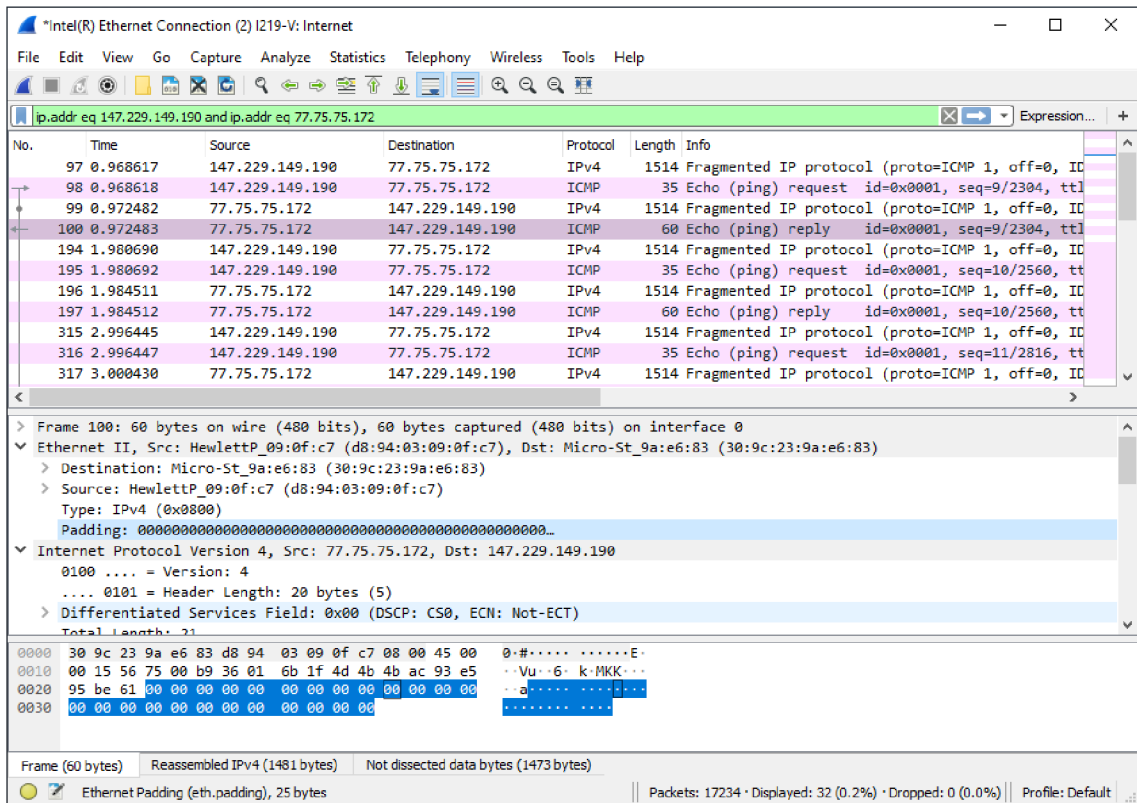 *Intel(R) Ethernet Connection (2) I219-V: Internet
File Edit View Go Capture Analyze Statistics Telephony Wireless Tools Help
ip.addr eq 147.229.149.190 and ip.addr eq 77.75.75.172 Expression... +
No. Time Source Destination Protocol Length Info
97 0.968617 147.229.149.190 77.75.75.172 IPv4 1514 Fragmented IP protocol (proto=ICMP 1, off=0, ID
98 0.968618 147.229.149.190 77.75.75.172 ICMP 35 Echo (ping) request id=0x0001, seq=9/2304, ttl
99 0.972482 77.75.75.172 147.229.149.190 IPv4 1514 Fragmented IP protocol (proto=ICMP 1, off=0, ID
100 0.972483 77.75.75.172 147.229.149.190 ICMP 60 Echo (ping) reply id=0x0001, seq=9/2304, ttl
194 1.980690 147.229.149.190 77.75.75.172 IPv4 1514 Fragmented IP protocol (proto=ICMP 1, off=0, ID
195 1.980692 147.229.149.190 77.75.75.172 ICMP 35 Echo (ping) request id=0x0001, seq=10/2560, tt
196 1.984511 77.75.75.172 147.229.149.190 IPv4 1514 Fragmented IP protocol (proto=ICMP 1, off=0, ID
197 1.984512 77.75.75.172 147.229.149.190 ICMP 60 Echo (ping) reply id=0x0001, seq=10/2560, tt
315 2.996445 147.229.149.190 77.75.75.172 IPv4 1514 Fragmented IP protocol (proto=ICMP 1, off=0, ID
316 2.996447 147.229.149.190 77.75.75.172 ICMP 35 Echo (ping) request id=0x0001, seq=11/2816, tt
317 3.000430 77.75.75.172 147.229.149.190 IPv4 1514 Fragmented IP protocol (proto=ICMP 1, off=0, ID
Frame 100: 60 bytes on wire (480 bits), 60 bytes captured (480 bits) on interface 0
Ethernet II, Src: HewlettP_09:0f:c7 (d8:94:03:09:0f:c7), Dst: Micro-St_9a:e6:83 (30:9c:23:9a:e6:83)
Destination: Micro-St_9a:e6:83 (30:9c:23:9a:e6:83)
Source: HewlettP_09:0f:c7 (d8:94:03:09:0f:c7)
Type: IPv4 (0x0800)
Padding: 000000000000000000000000000000000000000000000000…
Internet Protocol Version 4, Src: 77.75.75.172, Dst: 147.229.149.190
0100 .... = Version: 4
.... 0101 = Header Length: 20 bytes (5)
Differentiated Services Field: 0x00 (DSCP: CS0, ECN: Not-ECT)
Total Length: 21
0000 30 9c 23 9a e6 83 d8 94 03 09 0f c7 08 00 45 00 0·#····· ······E·
0010 00 15 56 75 00 b9 36 01 6b 1f 4d 4b 4b ac 93 e5 ··Vu··6· k·MKK···
0020 95 be 61 00 00 00 00 00 00 00 00 00 00 00 00 00 ··a····· ········
0030 00 00 00 00 00 00 00 00 00 00 00 00 ········ ····
Frame (60 bytes) Reassembled IPv4 (1481 bytes) Not dissected data bytes (1473 bytes)
Ethernet Padding (eth.padding), 25 bytes Packets: 17234 · Displayed: 32 (0.2%) · Dropped: 0 (0.0%) Profile: Default